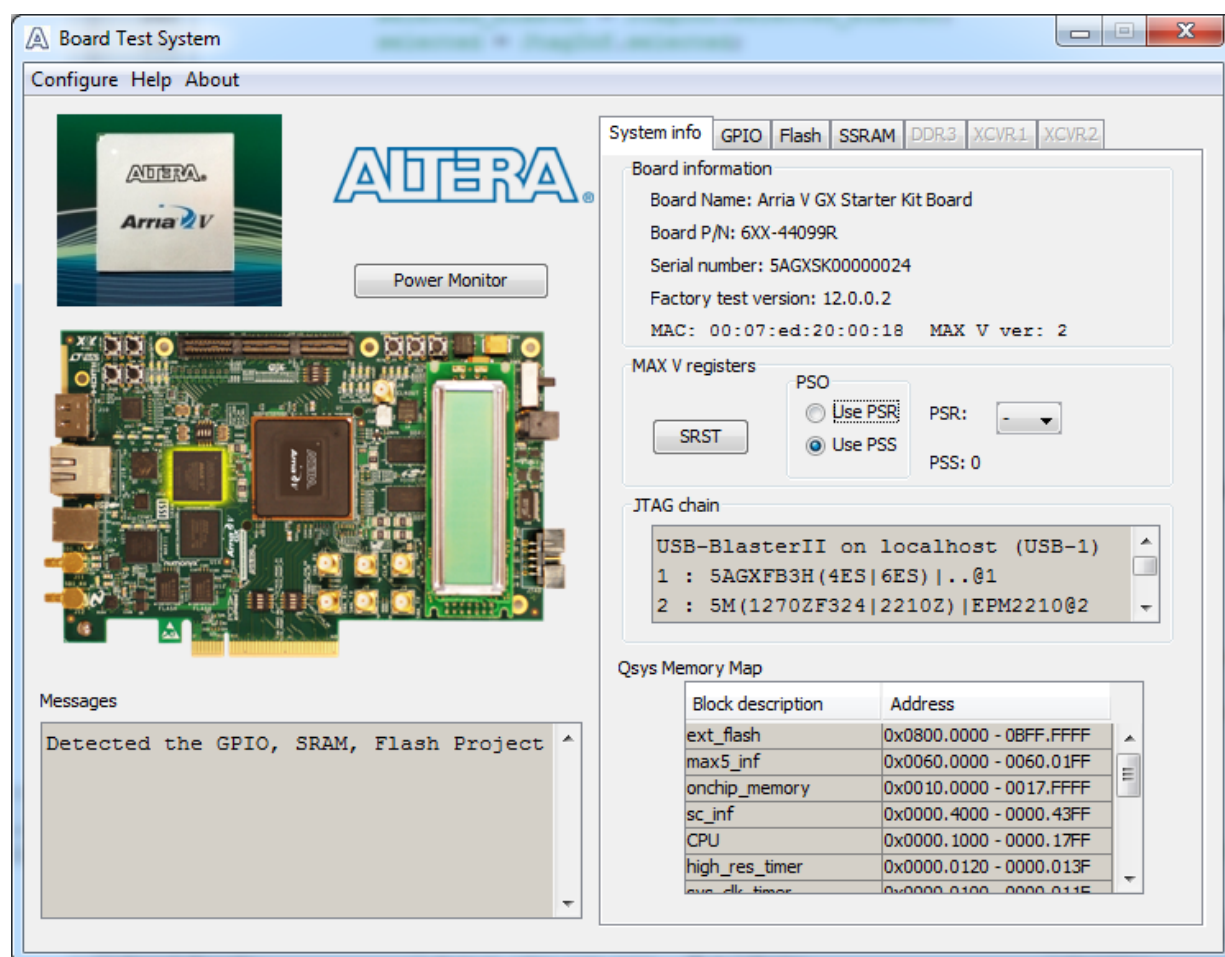 Board Test System
Configure Help About
ALTERA®
Arria V
ALTERA®
Power Monitor
Messages
Detected the GPIO, SRAM, Flash Project
System info GPIO Flash SSRAM DDR3 XCVR1 XCVR2
Board information
Board Name: Arria V GX Starter Kit Board
Board P/N: 6XX-44099R
Serial number: 5AGXSK00000024
Factory test version: 12.0.0.2
MAC: 00:07:ed:20:00:18 MAX V ver: 2
MAX V registers
PSO
SRST
Use PSR
Use PSS
PSR: -
PSS: 0
JTAG chain
USB-BlasterII on localhost (USB-1)
1 : 5AGXFB3H(4ES|6ES)|..@1
2 : 5M(1270ZF324|2210Z)|EPM2210@2
Qsys Memory Map
Block description Address
ext_flash 0x0800.0000 - 0BFF.FFFF
max5_inf 0x0060.0000 - 0060.01FF
onchip_memory 0x0010.0000 - 0017.FFFF
sc_inf 0x0000.4000 - 0000.43FF
CPU 0x0000.1000 - 0000.17FF
high_res_timer 0x0000.0120 - 0000.013F
sys_clk_timer 0x0000.0100 - 0000.011F